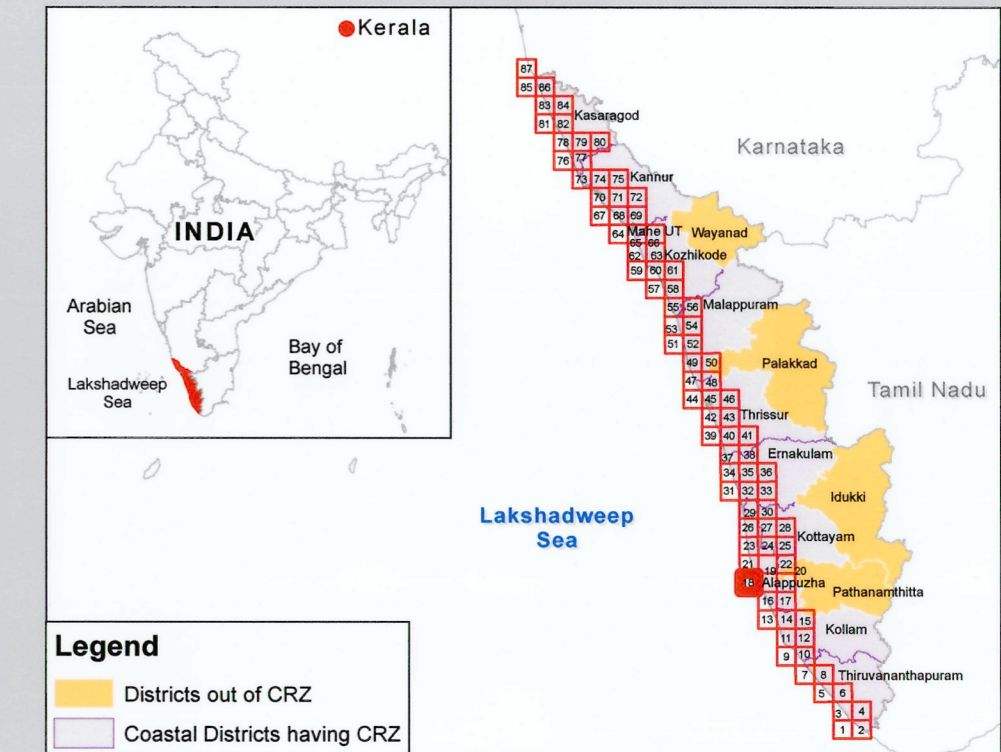 Kerala
INDIA
Arabian
Sea
Bay of
Bengal
Lakshadweep
Sea
87
85 86
83 84
Kasaragod
81 82
78 79 80
Karnataka
76 77
73 74 75 Kannur
70 71 72
67 68 69
64 Mahe UT Wayanad
65 66
62 63 Kozhikode
59 60 61
57 58
55 56 Malappuram
53 54
51 52
49 50 Palakkad
47 48
Tamil Nadu
44 45 46
42 43 Thrissur
39 40 41
37 38 Ernakulam
34 35 36
31 32 33
Idukki
29 30
Lakshadweep
Sea
26 27 28
Kottayam
23 24 25
21 22
19 20
18 Alappuzha
Pathanamthitta
16 17
13 14 15
Kollam
11 12
9 10
7 8 Thiruvananthapuram
5 6
3 4
1 2
Legend
Districts out of CRZ
Coastal Districts having CRZ